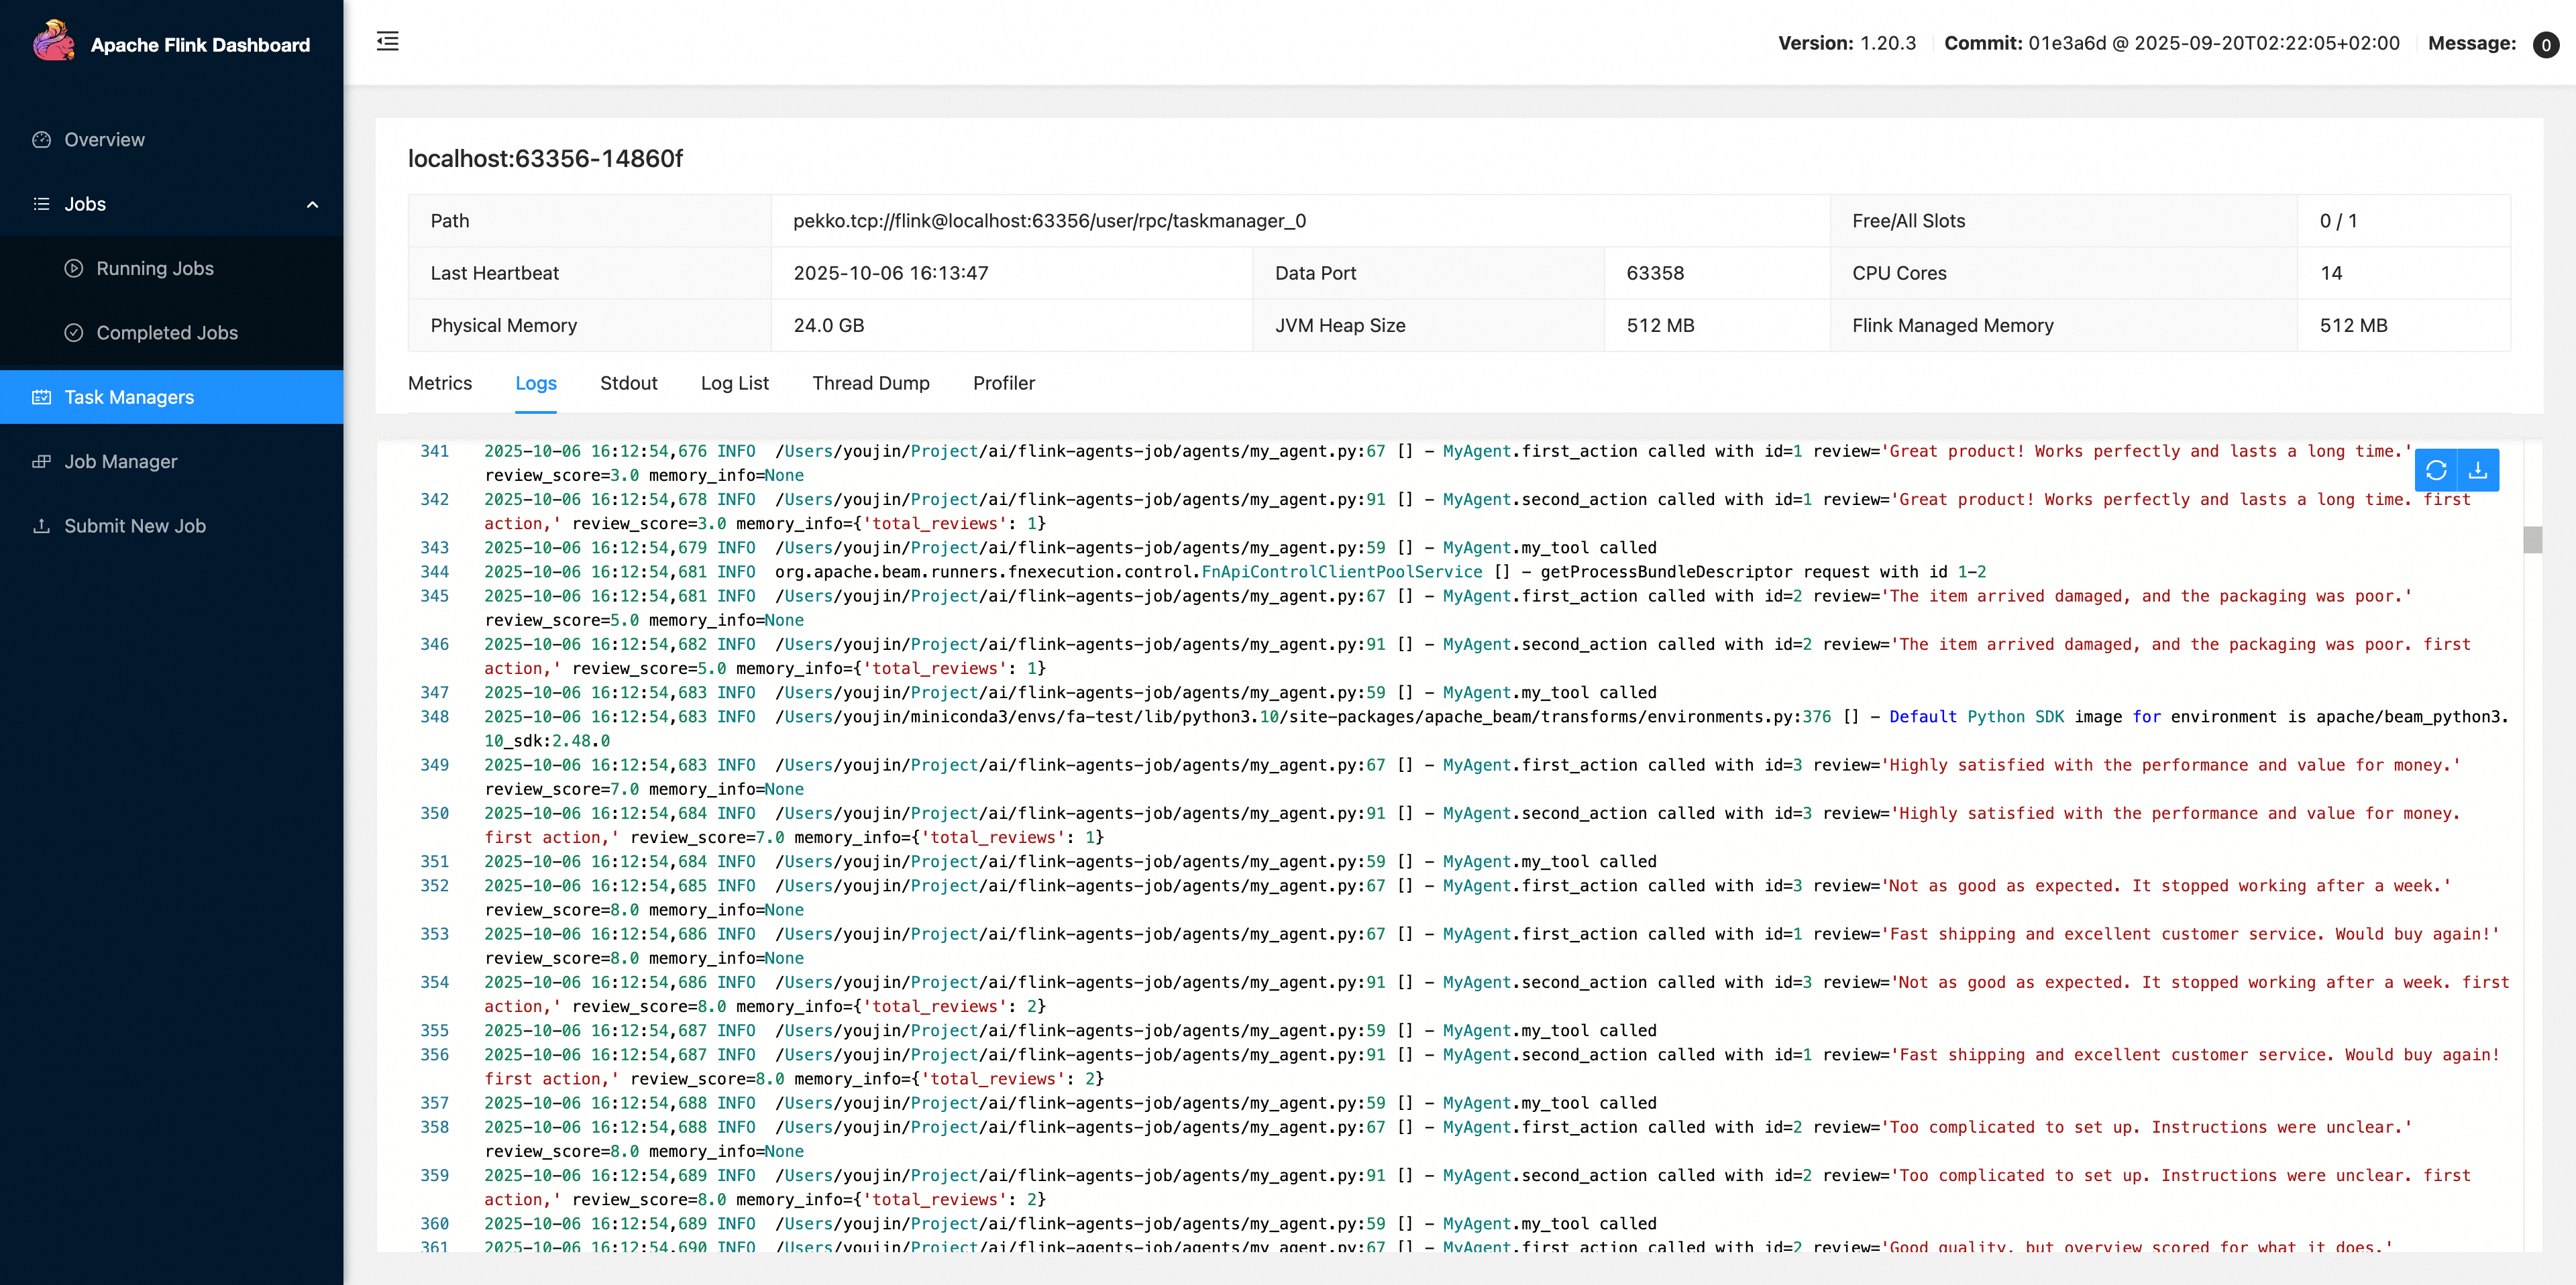 Apache Flink Dashboard
Version: 1.20.3 Commit: 01e3a6d @ 2025-09-20T02:22:05+02:00 Message: 0
Overview
Jobs
Running Jobs
Completed Jobs
Task Managers
Job Manager
Submit New Job
localhost:63356-14860f
Path pekko.tcp://flink@localhost:63356/user/rpc/taskmanager_0 Free/All Slots 0 / 1
Last Heartbeat 2025-10-06 16:13:47 Data Port 63358 CPU Cores 14
Physical Memory 24.0 GB JVM Heap Size 512 MB Flink Managed Memory 512 MB
Metrics Logs Stdout Log List Thread Dump Profiler
341 2025-10-06 16:12:54,676 INFO /Users/youjin/Project/ai/flink-agents-job/agents/my_agent.py:67 [] - MyAgent.first_action called with id=1 review='Great product! Works perfectly and lasts a long time.'
review_score=3.0 memory_info=None
342 2025-10-06 16:12:54,678 INFO /Users/youjin/Project/ai/flink-agents-job/agents/my_agent.py:91 [] - MyAgent.second_action called with id=1 review='Great product! Works perfectly and lasts a long time. first
action,' review_score=3.0 memory_info={'total_reviews': 1}
343 2025-10-06 16:12:54,679 INFO /Users/youjin/Project/ai/flink-agents-job/agents/my_agent.py:59 [] - MyAgent.my_tool called
344 2025-10-06 16:12:54,681 INFO org.apache.beam.runners.fnexecution.control.FnApiControlClientPoolService [] - getProcessBundleDescriptor request with id 1-2
345 2025-10-06 16:12:54,681 INFO /Users/youjin/Project/ai/flink-agents-job/agents/my_agent.py:67 [] - MyAgent.first_action called with id=2 review='The item arrived damaged, and the packaging was poor.'
review_score=5.0 memory_info=None
346 2025-10-06 16:12:54,682 INFO /Users/youjin/Project/ai/flink-agents-job/agents/my_agent.py:91 [] - MyAgent.second_action called with id=2 review='The item arrived damaged, and the packaging was poor. first
action,' review_score=5.0 memory_info={'total_reviews': 1}
347 2025-10-06 16:12:54,683 INFO /Users/youjin/Project/ai/flink-agents-job/agents/my_agent.py:59 [] - MyAgent.my_tool called
348 2025-10-06 16:12:54,683 INFO /Users/youjin/miniconda3/envs/fa-test/lib/python3.10/site-packages/apache_beam/transforms/environments.py:376 [] - Default Python SDK image for environment is apache/beam_python3.
10_sdk:2.48.0
349 2025-10-06 16:12:54,683 INFO /Users/youjin/Project/ai/flink-agents-job/agents/my_agent.py:67 [] - MyAgent.first_action called with id=3 review='Highly satisfied with the performance and value for money.'
review_score=7.0 memory_info=None
350 2025-10-06 16:12:54,684 INFO /Users/youjin/Project/ai/flink-agents-job/agents/my_agent.py:91 [] - MyAgent.second_action called with id=3 review='Highly satisfied with the performance and value for money.
first action,' review_score=7.0 memory_info={'total_reviews': 1}
351 2025-10-06 16:12:54,684 INFO /Users/youjin/Project/ai/flink-agents-job/agents/my_agent.py:59 [] - MyAgent.my_tool called
352 2025-10-06 16:12:54,685 INFO /Users/youjin/Project/ai/flink-agents-job/agents/my_agent.py:67 [] - MyAgent.first_action called with id=3 review='Not as good as expected. It stopped working after a week.'
review_score=8.0 memory_info=None
353 2025-10-06 16:12:54,686 INFO /Users/youjin/Project/ai/flink-agents-job/agents/my_agent.py:67 [] - MyAgent.first_action called with id=1 review='Fast shipping and excellent customer service. Would buy again!'
review_score=8.0 memory_info=None
354 2025-10-06 16:12:54,686 INFO /Users/youjin/Project/ai/flink-agents-job/agents/my_agent.py:91 [] - MyAgent.second_action called with id=3 review='Not as good as expected. It stopped working after a week. first
action,' review_score=8.0 memory_info={'total_reviews': 2}
355 2025-10-06 16:12:54,687 INFO /Users/youjin/Project/ai/flink-agents-job/agents/my_agent.py:59 [] - MyAgent.my_tool called
356 2025-10-06 16:12:54,687 INFO /Users/youjin/Project/ai/flink-agents-job/agents/my_agent.py:91 [] - MyAgent.second_action called with id=1 review='Fast shipping and excellent customer service. Would buy again!
first action,' review_score=8.0 memory_info={'total_reviews': 2}
357 2025-10-06 16:12:54,688 INFO /Users/youjin/Project/ai/flink-agents-job/agents/my_agent.py:59 [] - MyAgent.my_tool called
358 2025-10-06 16:12:54,688 INFO /Users/youjin/Project/ai/flink-agents-job/agents/my_agent.py:67 [] - MyAgent.first_action called with id=2 review='Too complicated to set up. Instructions were unclear.'
review_score=8.0 memory_info=None
359 2025-10-06 16:12:54,689 INFO /Users/youjin/Project/ai/flink-agents-job/agents/my_agent.py:91 [] - MyAgent.second_action called with id=2 review='Too complicated to set up. Instructions were unclear. first
action,' review_score=8.0 memory_info={'total_reviews': 2}
360 2025-10-06 16:12:54,689 INFO /Users/youjin/Project/ai/flink-agents-job/agents/my_agent.py:59 [] - MyAgent.my_tool called
361 2025-10-06 16:12:54,690 INFO /Users/youjin/Project/ai/flink-agents-job/agents/my_agent.py:67 [] - MyAgent.first_action called with id=2 review='Good quality, but overview scored for what it does.'